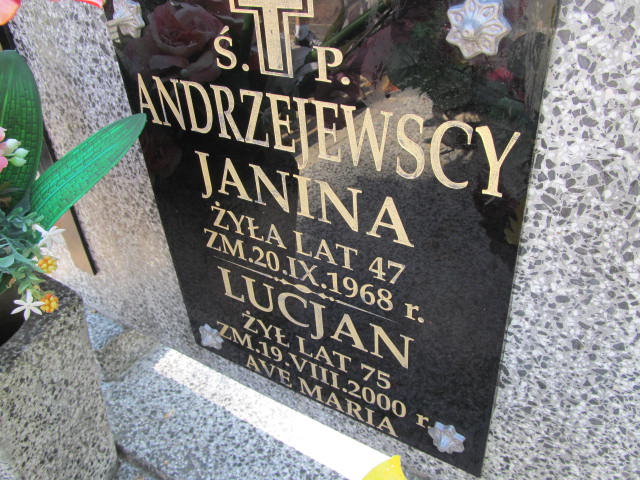 Ś. P.
ANDRZEJEWSCY
JANINA
ŻYŁA LAT 47
ZM.20.IX.1968 r.
LUCJAN
ŻYŁ LAT 75
ZM.19.VIII.2000 r.
AVE MARIA